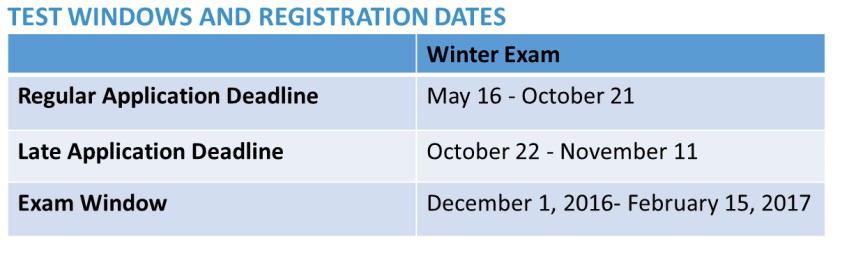 TEST WINDOWS AND REGISTRATION DATES
Winter Exam
Regular Application Deadline May 16 - October 21
Late Application Deadline October 22 - November 11
Exam Window December 1, 2016- February 15, 2017